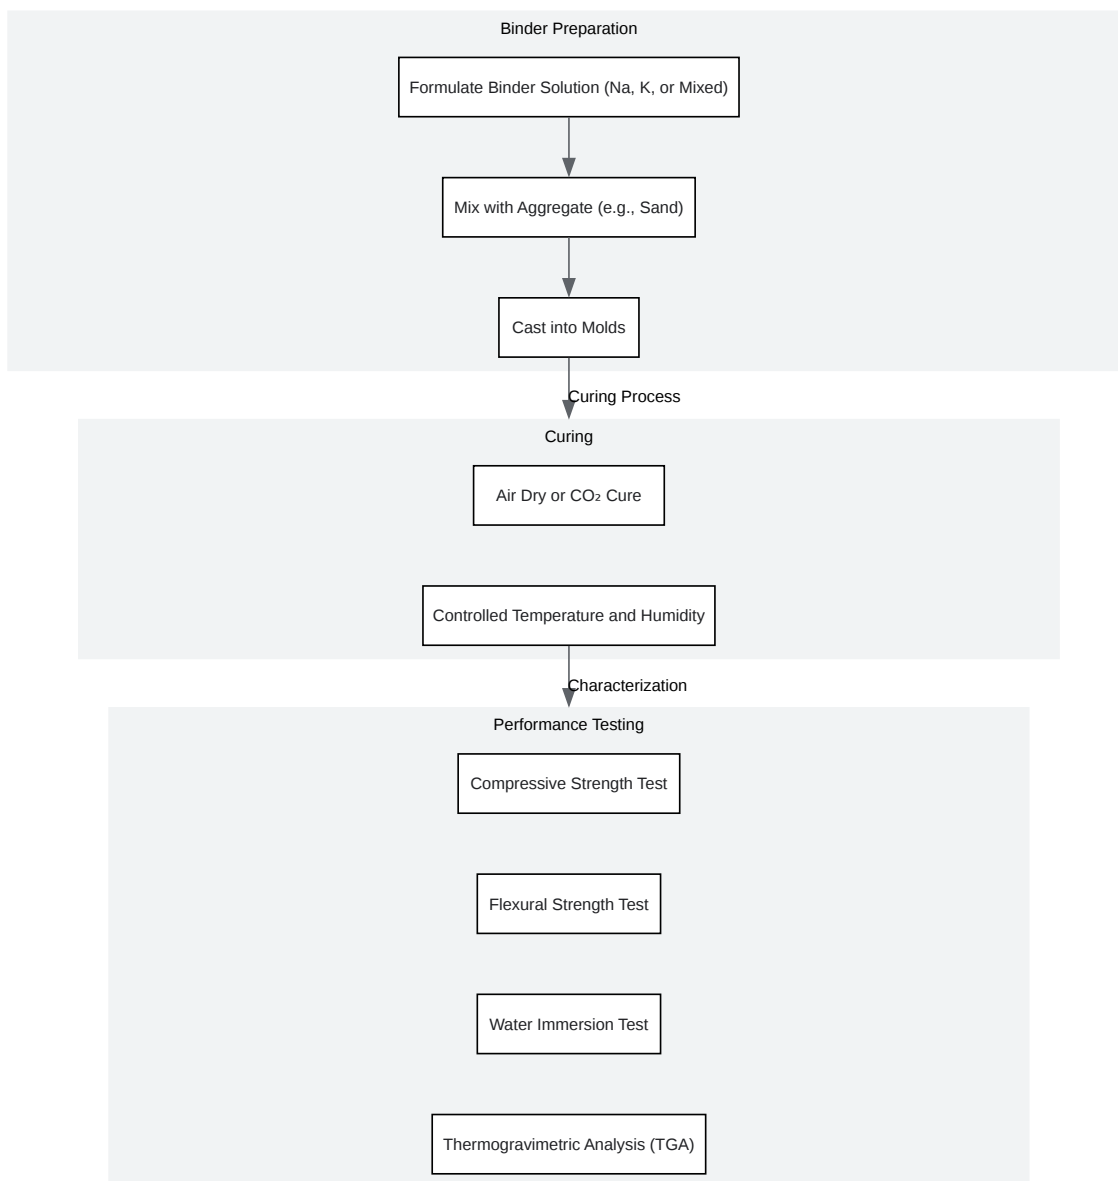 Binder Preparation
Formulate Binder Solution (Na, K, or Mixed)
Mix with Aggregate (e.g., Sand)
Cast into Molds
Curing Process
Curing
Air Dry or CO₂ Cure
Controlled Temperature and Humidity
Characterization
Performance Testing
Compressive Strength Test
Flexural Strength Test
Water Immersion Test
Thermogravimetric Analysis (TGA)